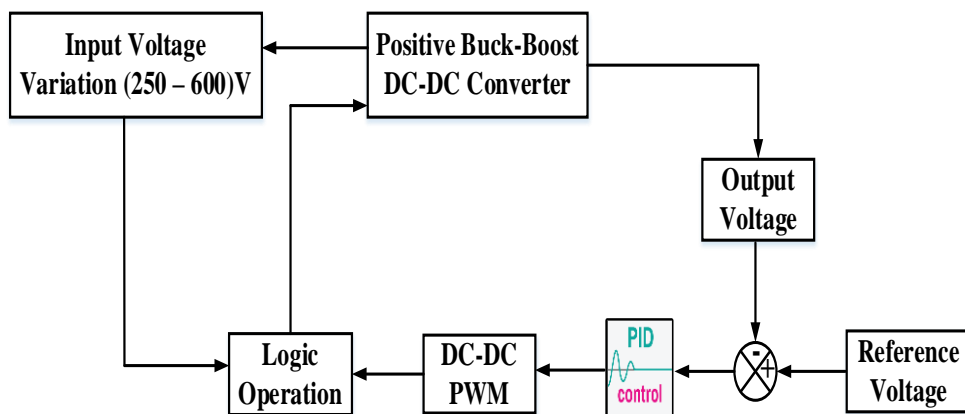 Input Voltage
Variation (250 – 600)V
Positive Buck-Boost
DC-DC Converter
Output
Voltage
Logic
Operation
DC-DC
PWM
PID
control
-
+
Reference
Voltage